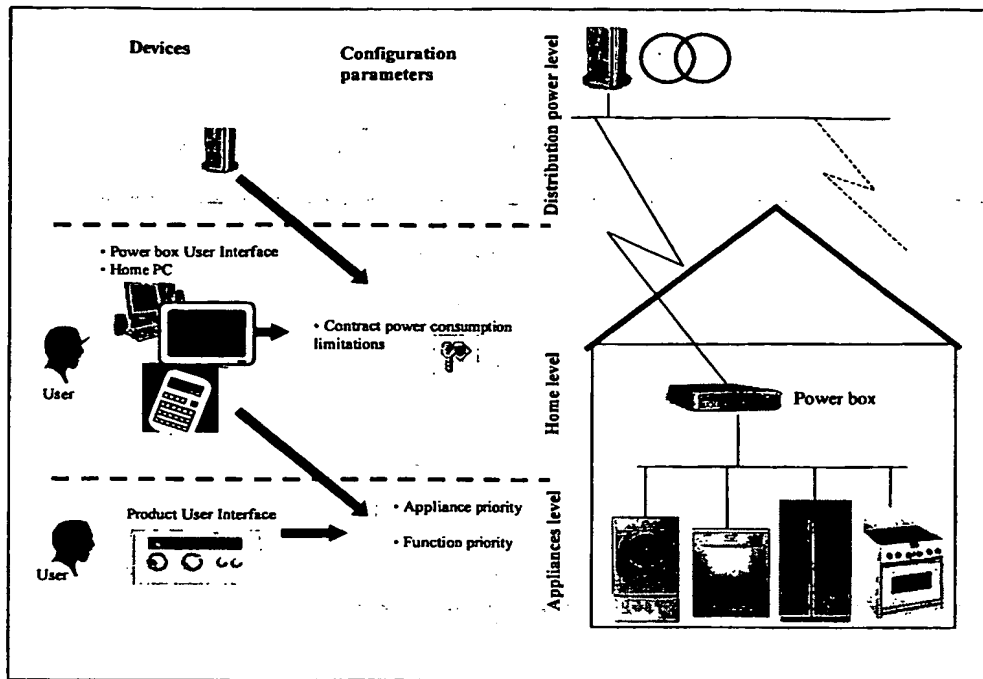 Devices
Configuration
parameters
Distribution power level
• Power box User Interface
• Home PC
• Contract power consumption
limitations
User
Home level
Power box
Product User Interface
• Appliance priority
• Function priority
User
Appliances level